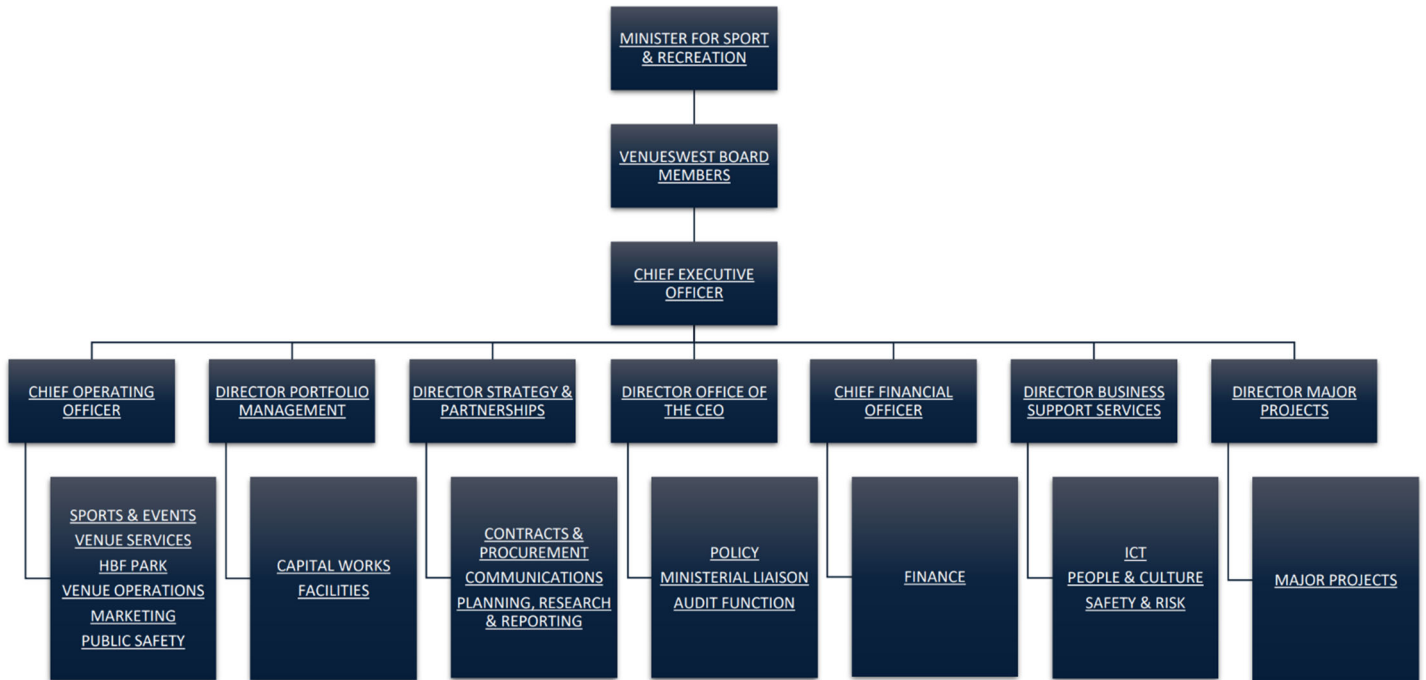 MINISTER FOR SPORT
& RECREATION
VENUESWEST BOARD
MEMBERS
CHIEF EXECUTIVE
OFFICER
CHIEF OPERATING
OFFICER
DIRECTOR PORTFOLIO
MANAGEMENT
DIRECTOR STRATEGY &
PARTNERSHIPS
DIRECTOR OFFICE OF
THE CEO
CHIEF FINANCIAL
OFFICER
DIRECTOR BUSINESS
SUPPORT SERVICES
DIRECTOR MAJOR
PROJECTS
SPORTS & EVENTS
VENUE SERVICES
HBF PARK
VENUE OPERATIONS
MARKETING
PUBLIC SAFETY
CAPITAL WORKS
FACILITIES
CONTRACTS &
PROCUREMENT
COMMUNICATIONS
PLANNING, RESEARCH
& REPORTING
POLICY
MINISTERIAL LIAISON
AUDIT FUNCTION
FINANCE
ICT
PEOPLE & CULTURE
SAFETY & RISK
MAJOR PROJECTS